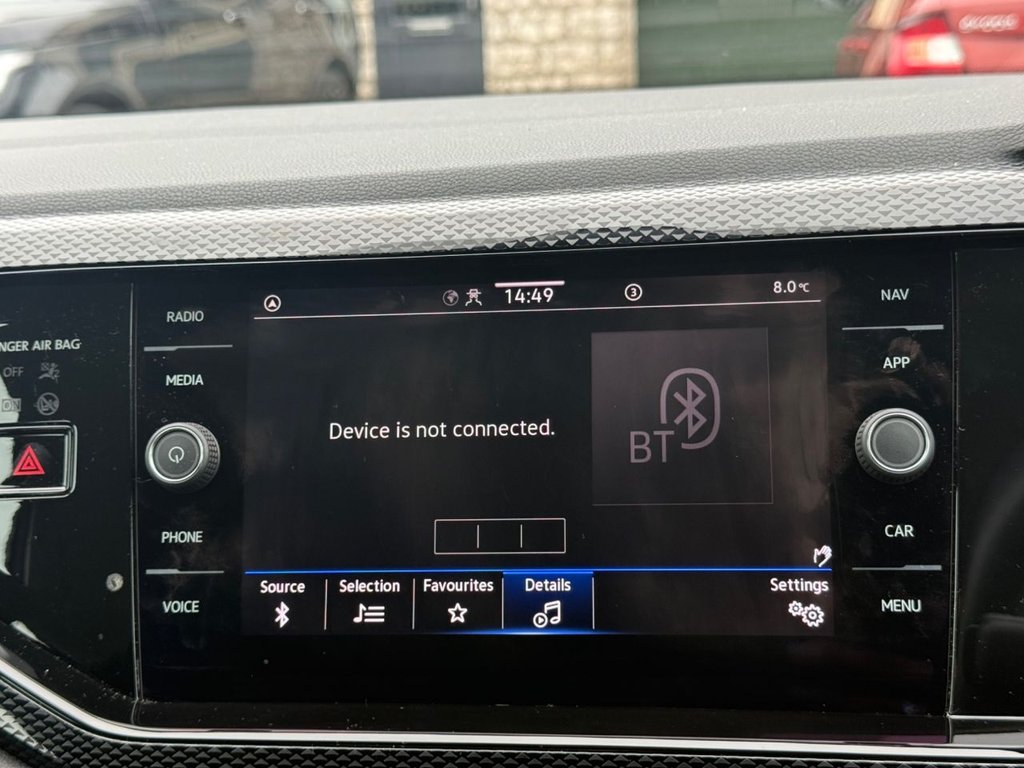 14:49
3
8.0°C
RADIO
MEDIA
PHONE
VOICE
NGER AIR BAG
OFF
ON
Device is not connected.
BT
Source
Selection
Favourites
Details
Settings
NAV
APP
CAR
MENU